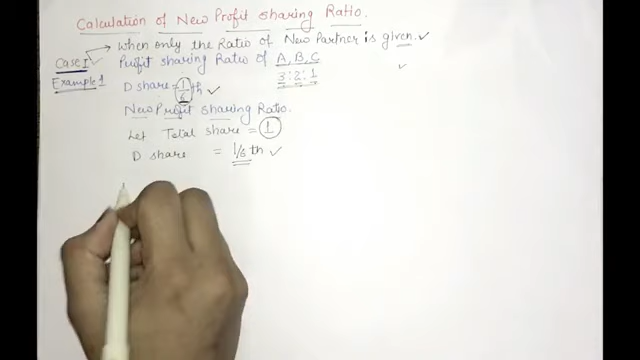 Calculation of New Profit sharing Ratio.
When only the Ratio of New Partner is given.
Case I
Profit sharing Ratio of A, B, C
3:2:1
Example 1
D share = 1/6 th
New Profit sharing Ratio.
Let Total share = 1
D share = 1/6 th